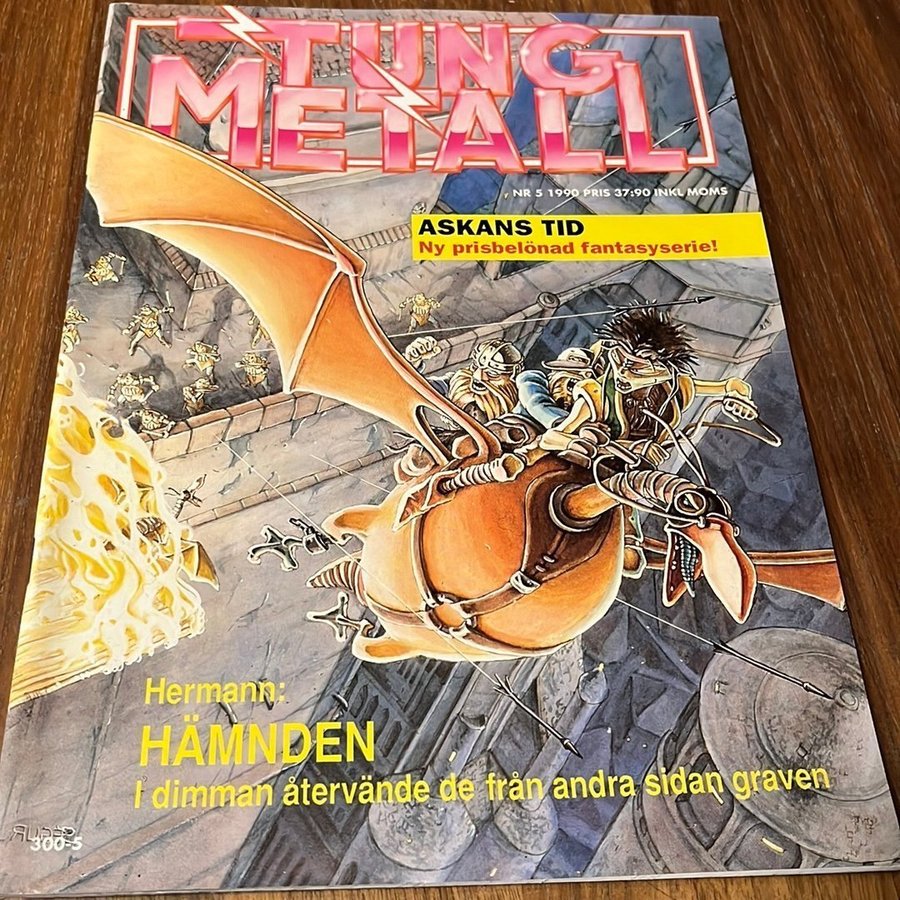 TUNG
METALL
NR 5 1990 PRIS 37:90 INKL MOMS
ASKANS TID
Ny prisbelönad fantasyserie!
Hermann:
HÄMNDEN
I dimman återvände de från andra sidan graven
300-5